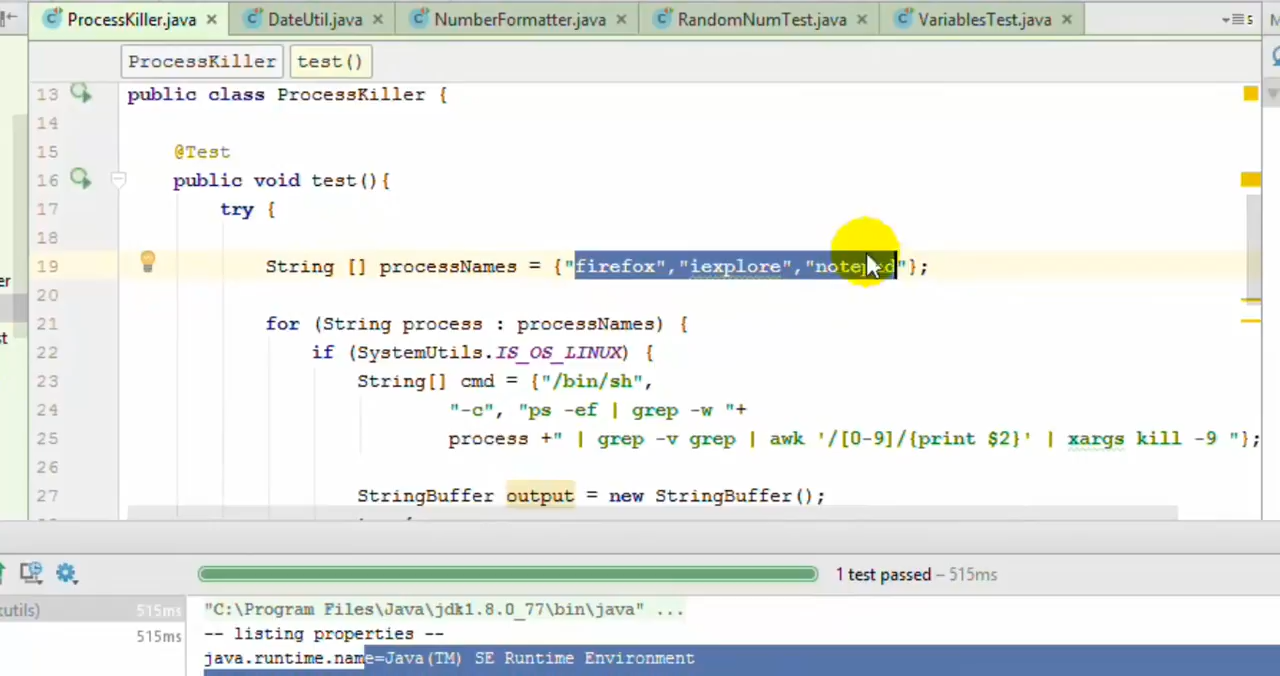 ProcessKiller.java × DateUtil.java × NumberFormatter.java × RandomNumTest.java × VariablesTest.java × 5
ProcessKiller test()
13 public class ProcessKiller {
14
15 @Test
16 public void test(){
17 try {
18
19 String [] processNames = {"firefox","iexplore","notepad"};
20
21 for (String process : processNames) {
22 if (SystemUtils.IS_OS_LINUX) {
23 String[] cmd = {"/bin/sh",
24 "-c", "ps -ef | grep -w "+
25 process +" | grep -v grep | awk '/[0-9]/{print $2}' | xargs kill -9 "};
26
27 StringBuffer output = new StringBuffer();
1 test passed – 515ms
cutils) 515ms "C:\Program Files\Java\jdk1.8.0_77\bin\java" ...
515ms -- listing properties --
java.runtime.name=Java(TM) SE Runtime Environment